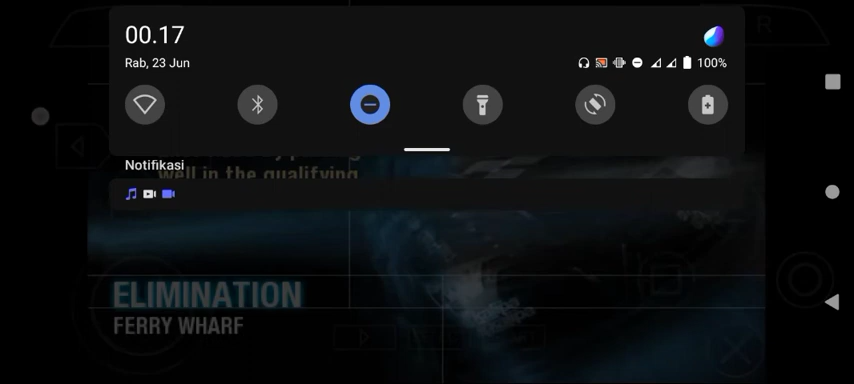 00.17
Rab, 23 Jun
100%
Notifikasi
well in the qualifying
ELIMINATION
FERRY WHARF
R